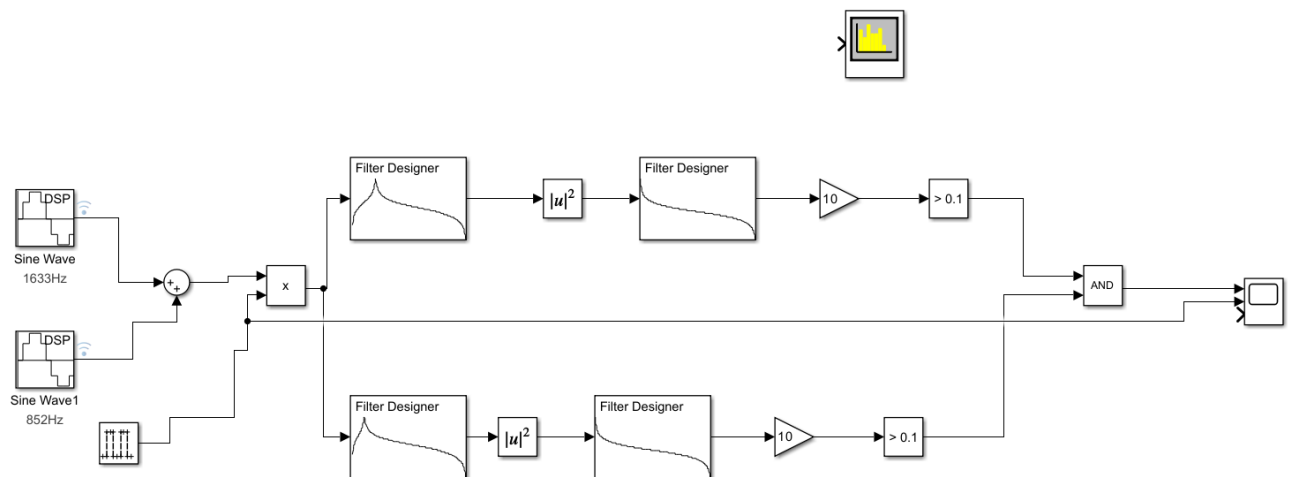 Filter Designer
|u|²
Filter Designer
10
> 0.1
DSP
Sine Wave
1633Hz
+
+
x
AND
DSP
Sine Wave1
852Hz
Filter Designer
|u|²
Filter Designer
10
> 0.1